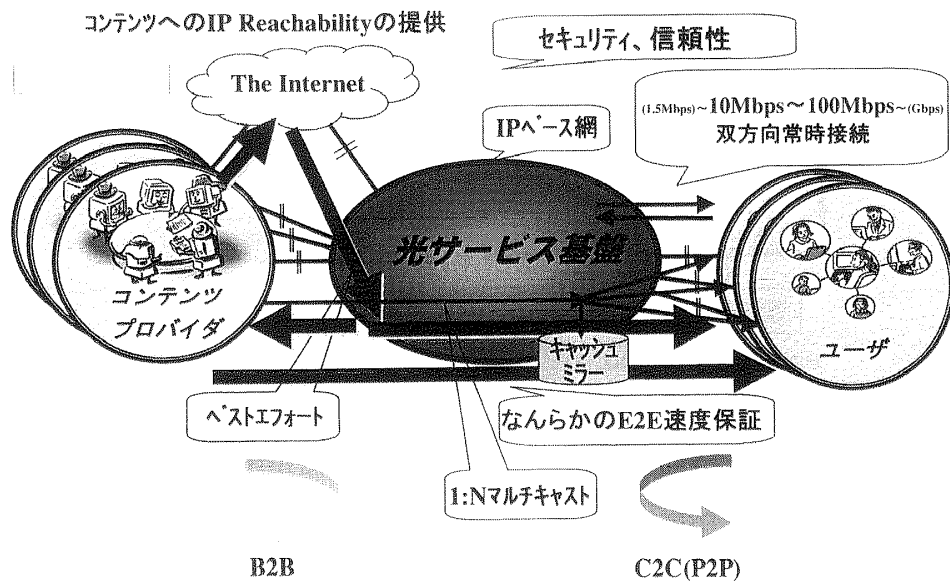 コンテンツへのIP Reachabilityの提供
セキュリティ、信頼性
The Internet
(1.5Mbps)~10Mbps~100Mbps~(Gbps)
双方向常時接続
IPベース網
光サービス基盤
コンテンツ
プロバイダ
ユーザ
キャッシュ
ミラー
ベストエフォート
なんらかのE2E速度保証
1:Nマルチキャスト
B2B
C2C(P2P)